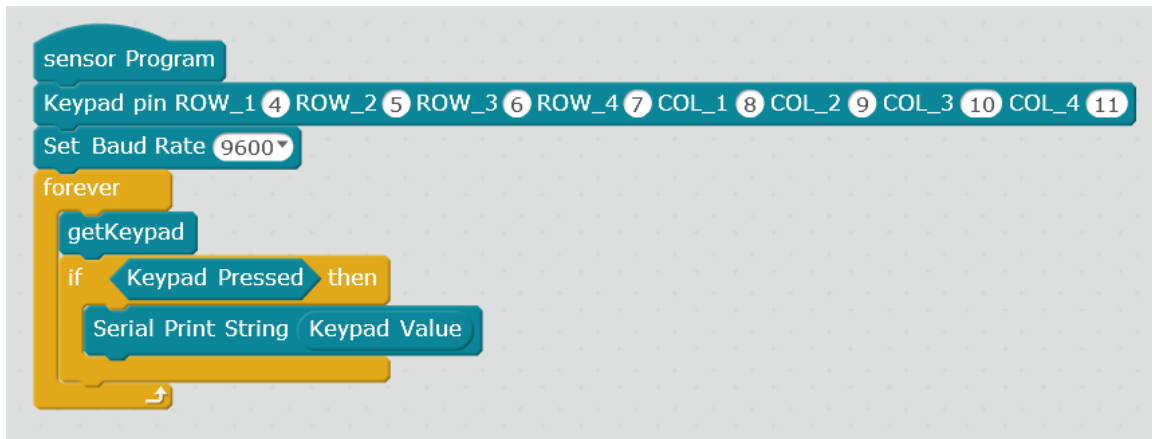 sensor Program
Keypad pin ROW_1 4 ROW_2 5 ROW_3 6 ROW_4 7 COL_1 8 COL_2 9 COL_3 10 COL_4 11
Set Baud Rate 9600
forever
getKeypad
if Keypad Pressed then
Serial Print String Keypad Value